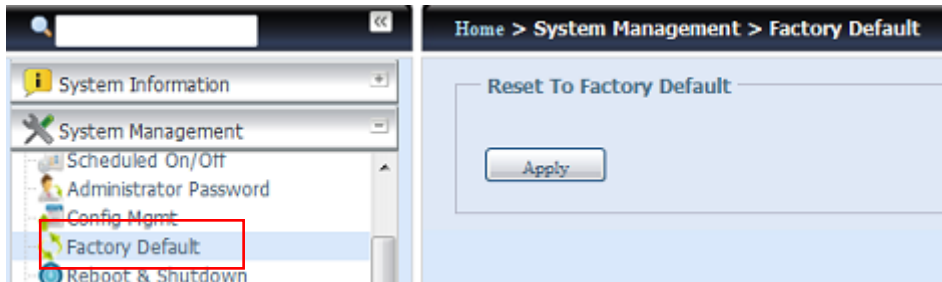 Home > System Management > Factory Default
System Information
System Management
Scheduled On/Off
Administrator Password
Config Mgmt
Factory Default
Reboot & Shutdown
Reset To Factory Default
Apply